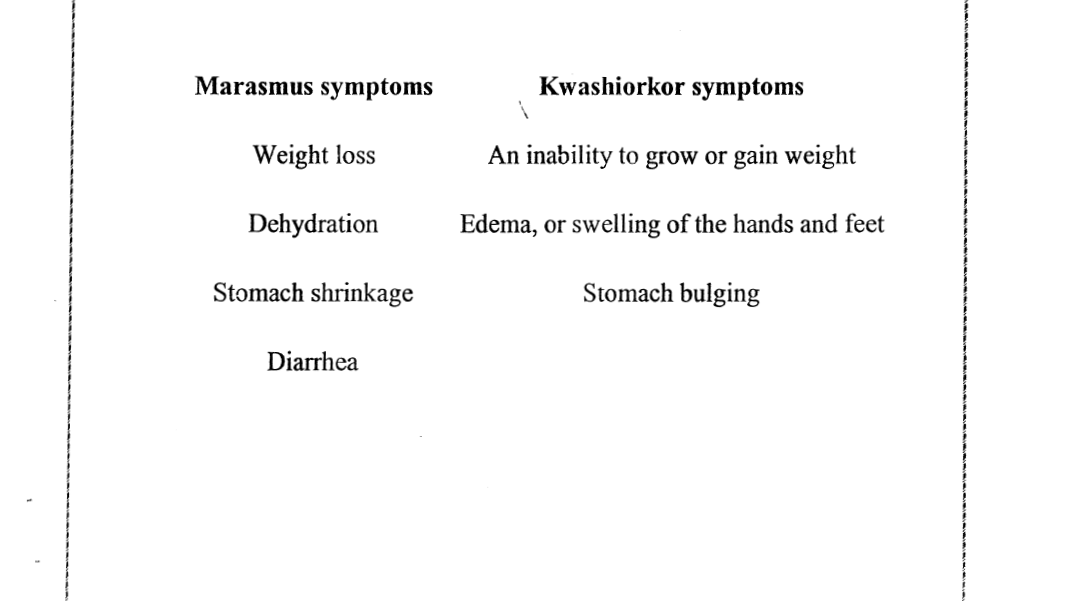 Marasmus symptoms Kwashiorkor symptoms
Weight loss An inability to grow or gain weight
Dehydration Edema, or swelling of the hands and feet
Stomach shrinkage Stomach bulging
Diarrhea